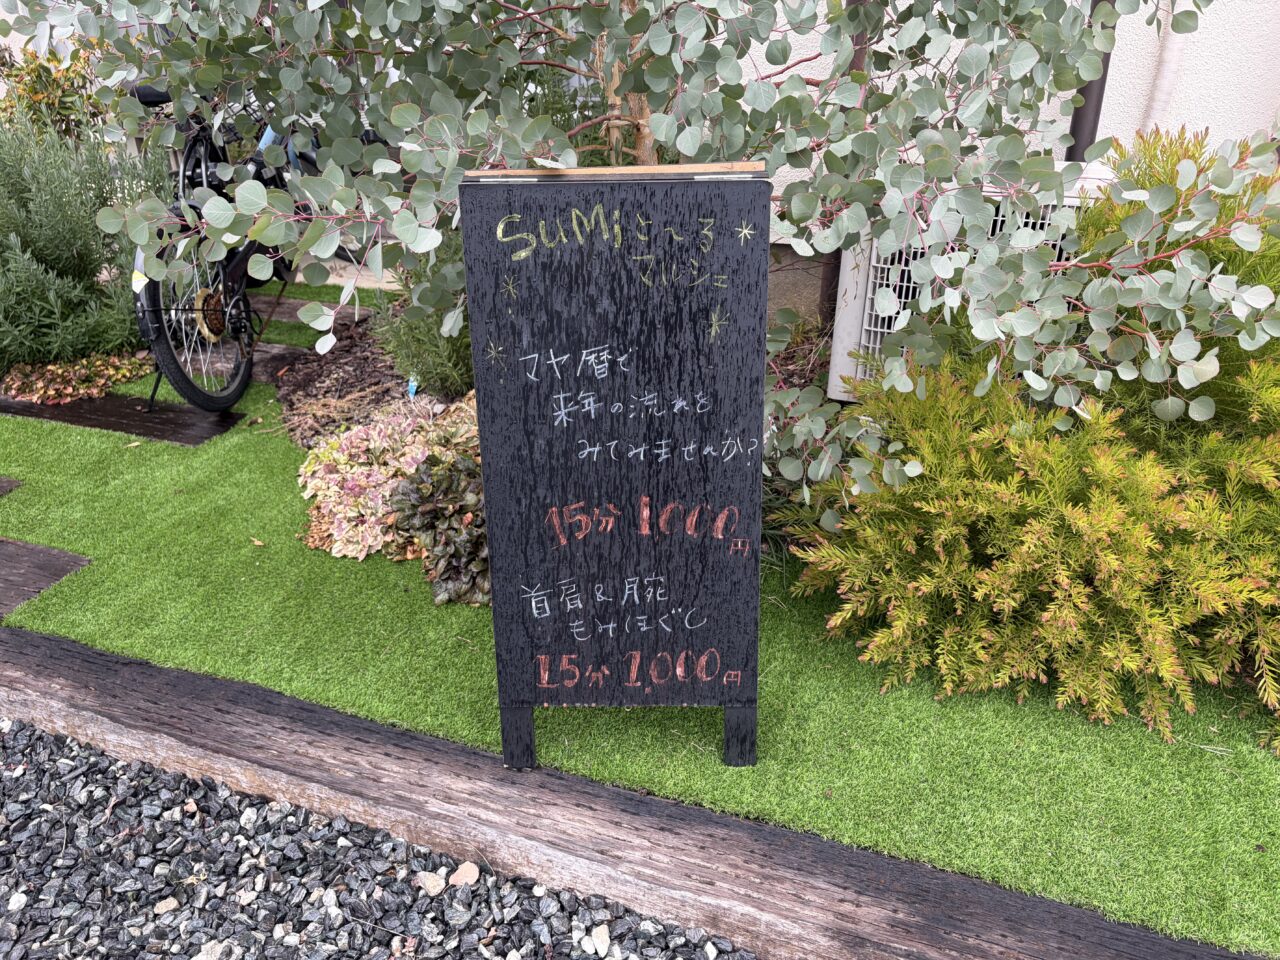 SUMiさ〜る
マルシェ
マヤ暦で
来年の流れを
みてみませんか?
15分 1000円
首肩&腕
もみほぐし
15分 1,000円